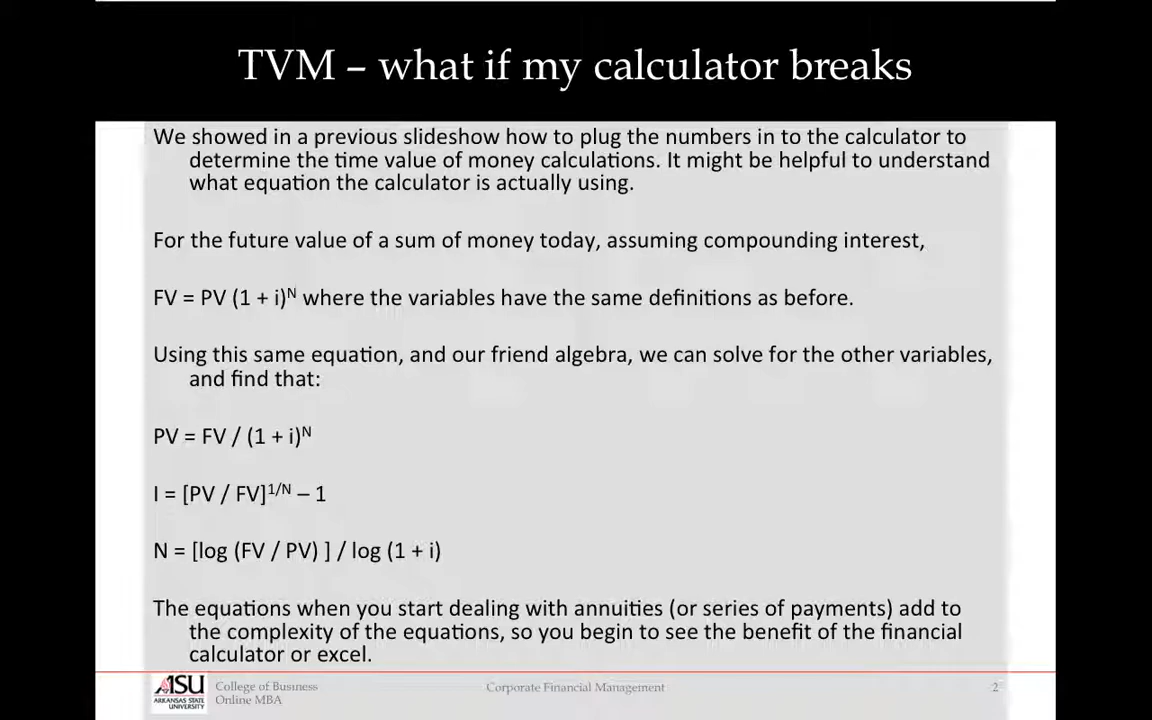 TVM – what if my calculator breaks
We showed in a previous slideshow how to plug the numbers in to the calculator to
determine the time value of money calculations. It might be helpful to understand
what equation the calculator is actually using.
For the future value of a sum of money today, assuming compounding interest,
FV = PV (1 + i)ᴺ where the variables have the same definitions as before.
Using this same equation, and our friend algebra, we can solve for the other variables,
and find that:
PV = FV / (1 + i)ᴺ
I = [PV / FV]¹ᐟᴺ – 1
N = [log (FV / PV) ] / log (1 + i)
The equations when you start dealing with annuities (or series of payments) add to
the complexity of the equations, so you begin to see the benefit of the financial
calculator or excel.
ASU
ARKANSAS STATE
UNIVERSITY
College of Business
Online MBA
Corporate Financial Management
2